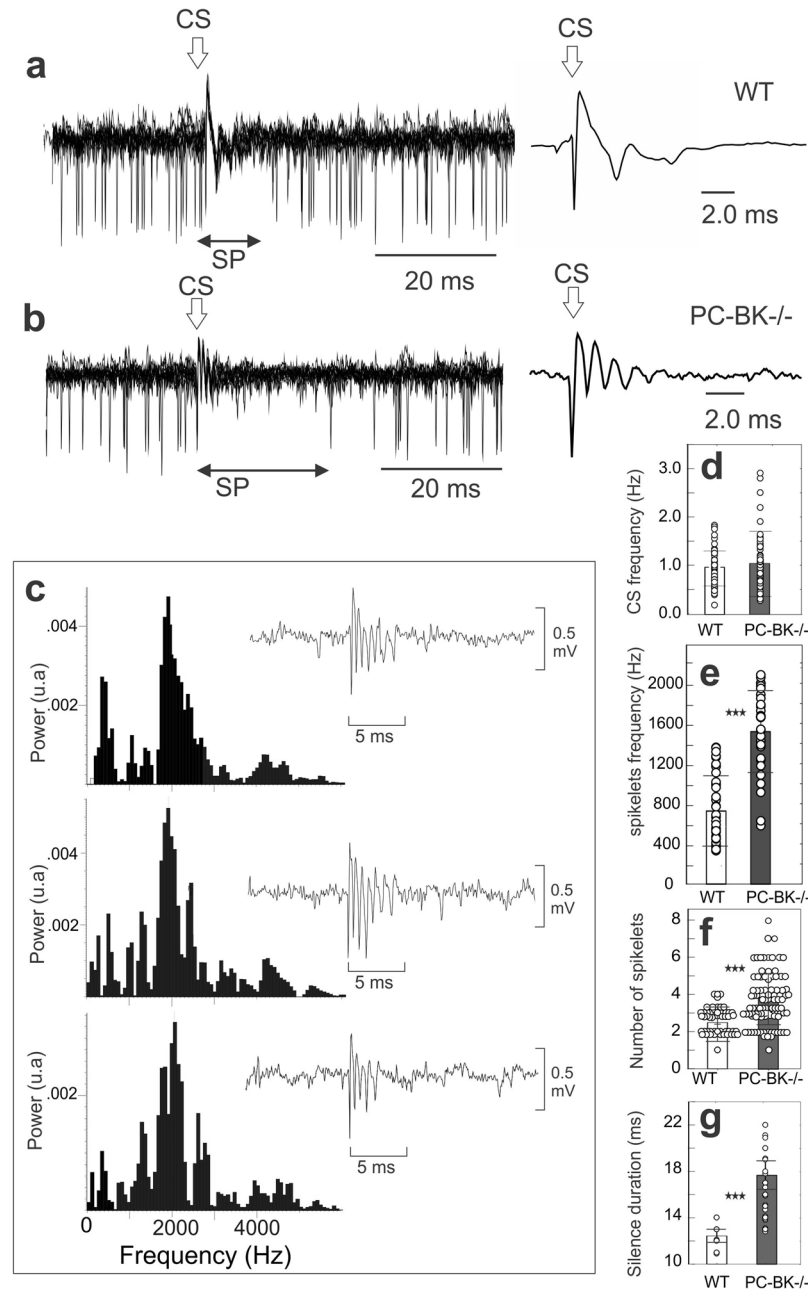 CS
CS
a
WT
2.0 ms
SP
20 ms
CS
CS
b
PC-BK-/-
2.0 ms
SP
20 ms
d
CS frequency (Hz)
3.0
2.0
1.0
0.0
WT PC-BK-/-
c
Power (u.a)
.004
.002
0.5
mV
5 ms
e
spikelets frequency (Hz)
2000
1600
1200
800
400
***
WT PC-BK-/-
Power (u.a)
.004
.002
0.5
mV
5 ms
f
Number of spikelets
8
6
4
2
0
***
WT PC-BK-/-
Power (u.a)
.002
0.5
mV
5 ms
0 2000 4000
Frequency (Hz)
g
Silence duration (ms)
22
18
14
10
***
WT PC-BK-/-